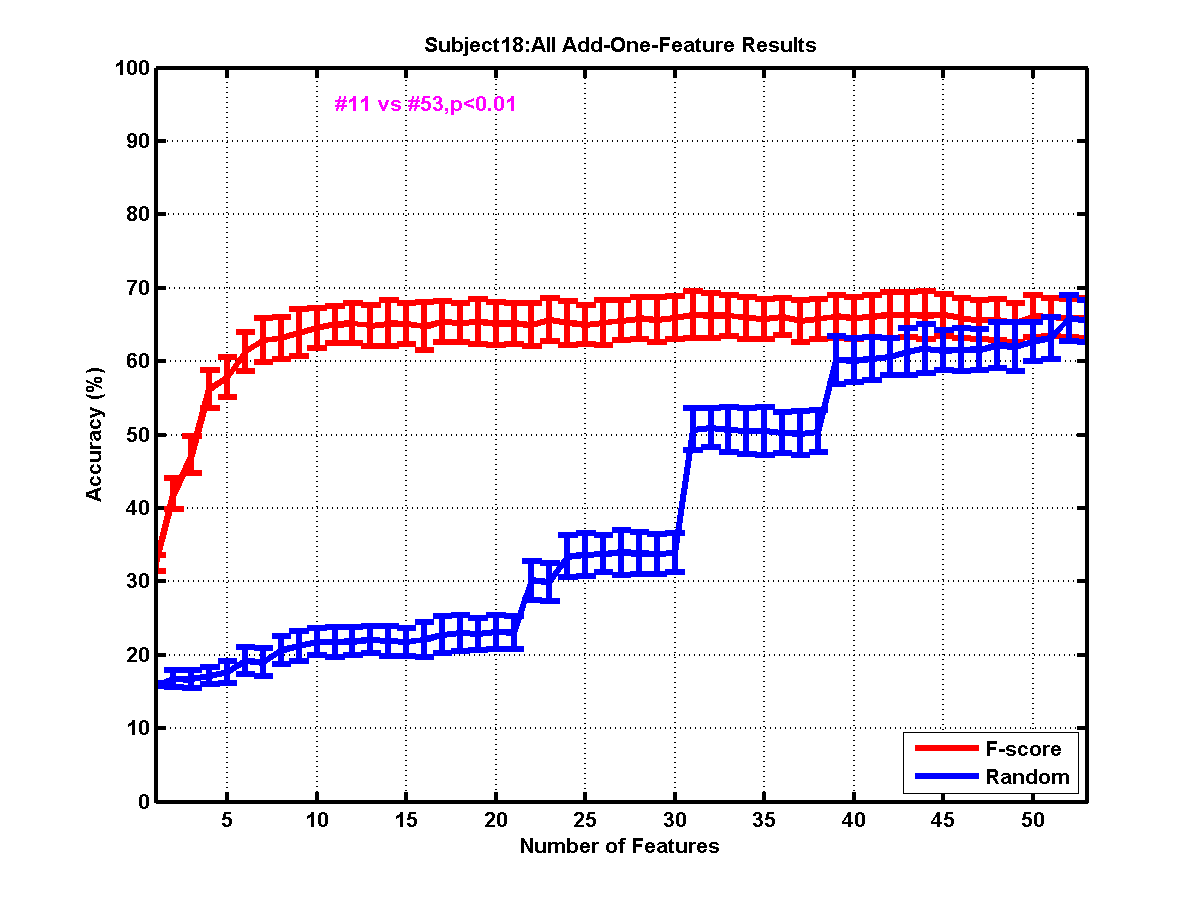 Subject18:All Add-One-Feature Results
#11 vs #53,p<0.01
Accuracy (%)
100
90
80
70
60
50
40
30
20
10
0
5 10 15 20 25 30 35 40 45 50
Number of Features
F-score
Random